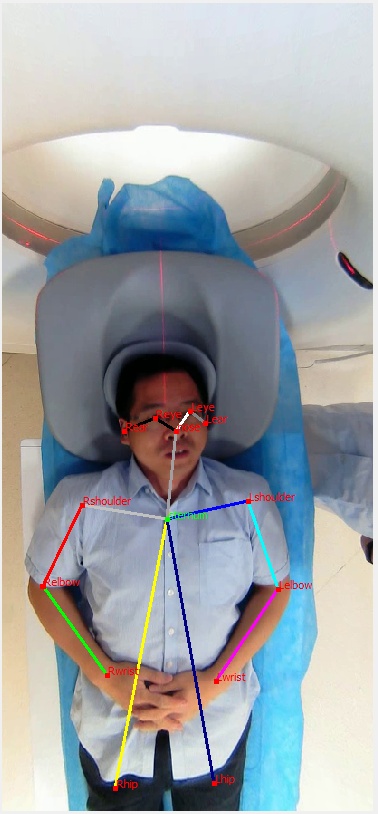 Leye
Reye
Lear
Rear
nose
Rshoulder
Lshoulder
sternum
Relbow
Lelbow
Rwrist
Lwrist
Rhip
Lhip